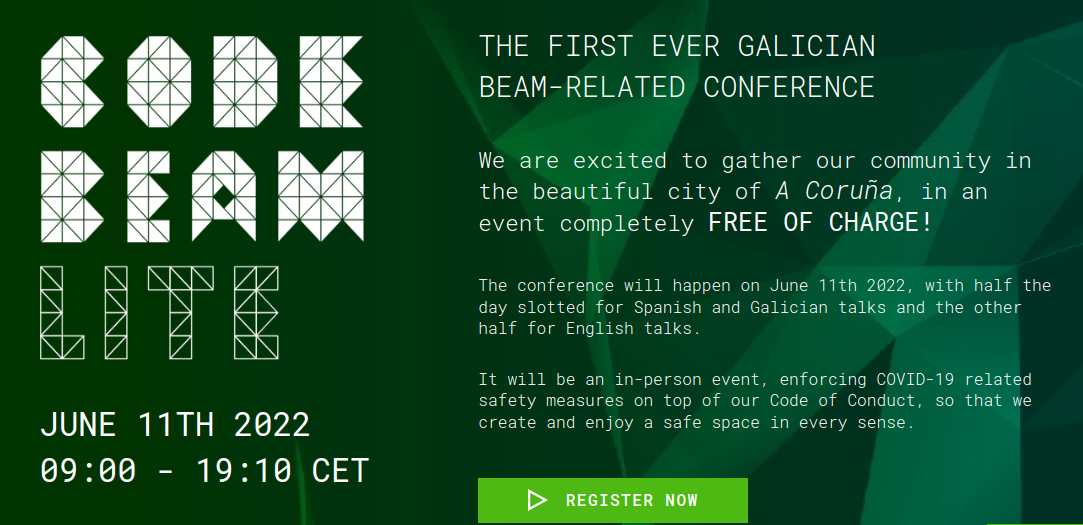 CODE
BEAM
LITE
JUNE 11TH 2022
09:00 - 19:10 CET
THE FIRST EVER GALICIAN
BEAM-RELATED CONFERENCE
We are excited to gather our community in
the beautiful city of A Coruña, in an
event completely FREE OF CHARGE!
The conference will happen on June 11th 2022, with half the
day slotted for Spanish and Galician talks and the other
half for English talks.
It will be an in-person event, enforcing COVID-19 related
safety measures on top of our Code of Conduct, so that we
create and enjoy a safe space in every sense.
REGISTER NOW